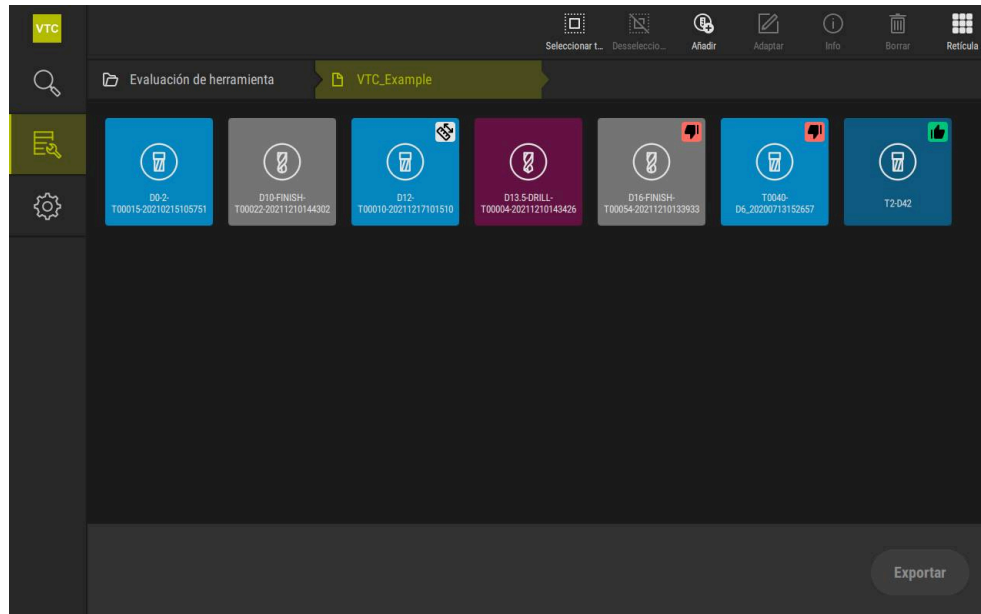 VTC
Seleccionar t...
Desseleccio...
Añadir
Adaptar
Info
Borrar
Retícula
Evaluación de herramienta
VTC_Example
D0-2-
T00015-20210215105751
D10-FINISH-
T00022-20211210144302
D12-
T00010-20211217101510
D13.5-DRILL-
T00004-20211210143426
D16-FINISH-
T00054-20211210133933
T0040-
D6_20200713152657
T2-D42
Exportar